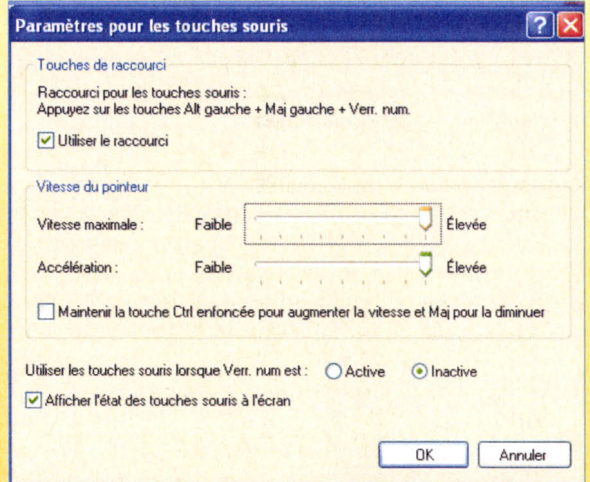 Paramètres pour les touches souris
Touches de raccourci
Raccourci pour les touches souris :
Appuyez sur les touches Alt gauche + Maj gauche + Verr. num.
Utiliser le raccourci
Vitesse du pointeur
Vitesse maximale : Faible Élevée
Accélération : Faible Élevée
Maintenir la touche Ctrl enfoncée pour augmenter la vitesse et Maj pour la diminuer
Utiliser les touches souris lorsque Verr. num est : Active Inactive
Afficher l'état des touches souris à l'écran
OK Annuler